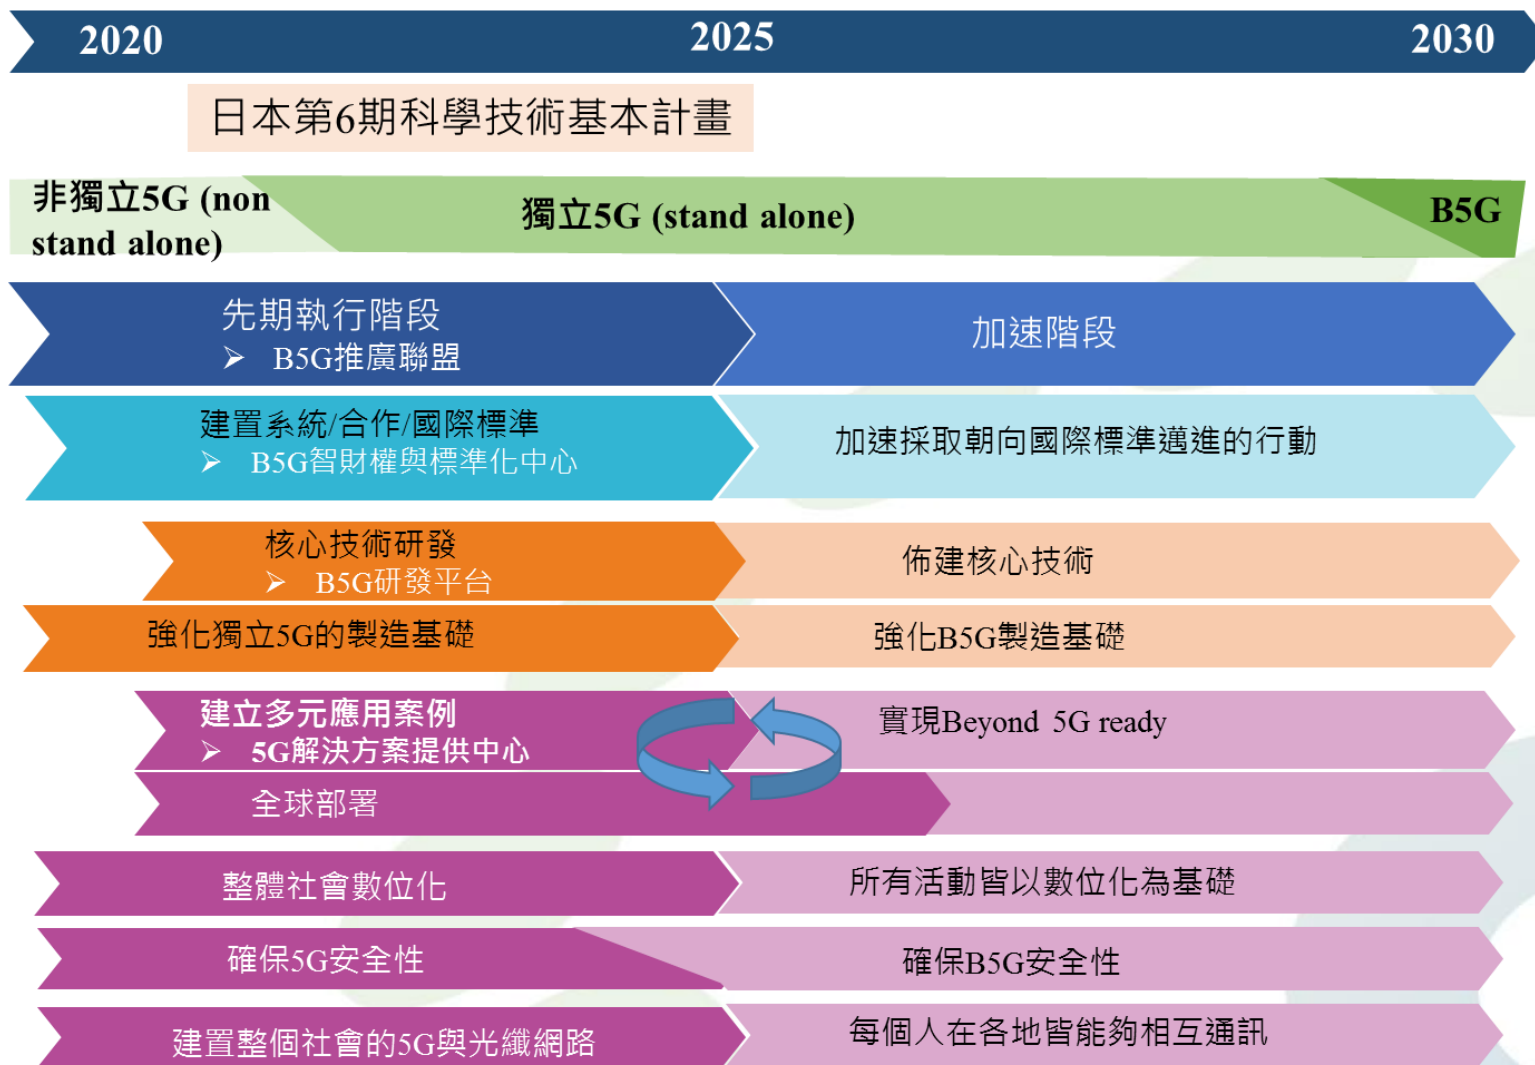 2020 2025 2030
日本第6期科學技術基本計畫
非獨立5G (non
stand alone)
獨立5G (stand alone)
B5G
先期執行階段
➢ B5G推廣聯盟
加速階段
建置系統/合作/國際標準
➢ B5G智財權與標準化中心
加速採取朝向國際標準邁進的行動
核心技術研發
➢ B5G研發平台
佈建核心技術
強化獨立5G的製造基礎
強化B5G製造基礎
建立多元應用案例
➢ 5G解決方案提供中心
實現Beyond 5G ready
全球部署
整體社會數位化
所有活動皆以數位化為基礎
確保5G安全性
確保B5G安全性
建置整個社會的5G與光纖網路
每個人在各地皆能夠相互通訊